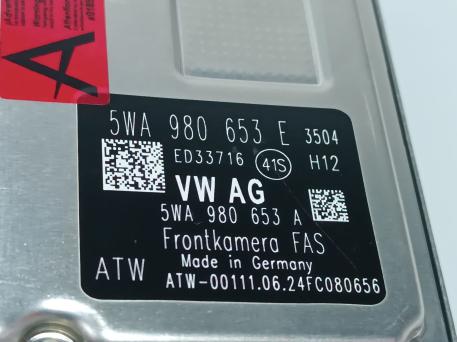 A
5WA 980 653 E 3504
ED33716 41S H12
VW AG
5WA 980 653 A
Frontkamera FAS
Made in Germany
ATW
ATW-00111.06.24FC080656